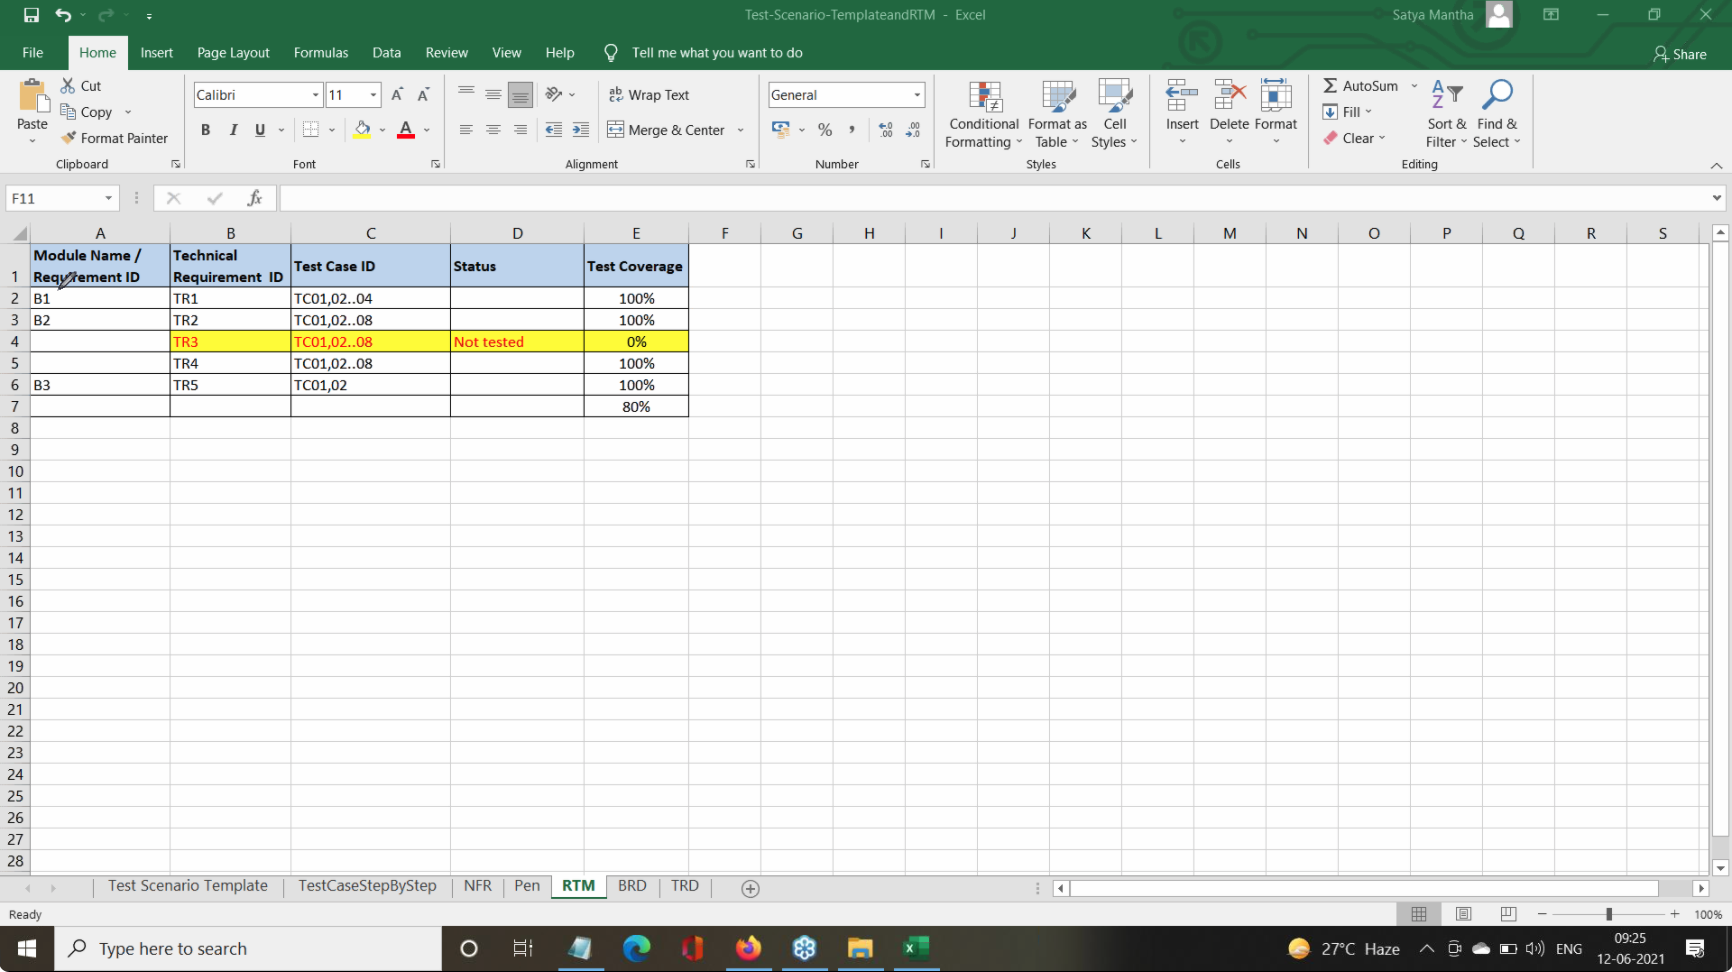 Test-Scenario-TemplateandRTM - Excel
Satya Mantha
File Home Insert Page Layout Formulas Data Review View Help Tell me what you want to do
Share
Paste
Cut
Copy
Format Painter
Clipboard
Calibri 11
B I U A
Font
ab Wrap Text
Merge & Center
Alignment
General
% ,
Number
Conditional Formatting
Format as Table
Cell Styles
Styles
Insert Delete Format
Cells
AutoSum
Fill
Clear
Sort & Filter
Find & Select
Editing
F11
fx
A B C D E F G H I J K L M N O P Q R S
1 Module Name / Requirement ID Technical Requirement ID Test Case ID Status Test Coverage
2 B1 TR1 TC01,02..04 100%
3 B2 TR2 TC01,02..08 100%
4 TR3 TC01,02..08 Not tested 0%
5 TR4 TC01,02..08 100%
6 B3 TR5 TC01,02 100%
7 80%
8
9
10
11
12
13
14
15
16
17
18
19
20
21
22
23
24
25
26
27
28
Test Scenario Template TestCaseStepByStep NFR Pen RTM BRD TRD
Ready
100%
Type here to search
27°C Haze
ENG
09:25
12-06-2021